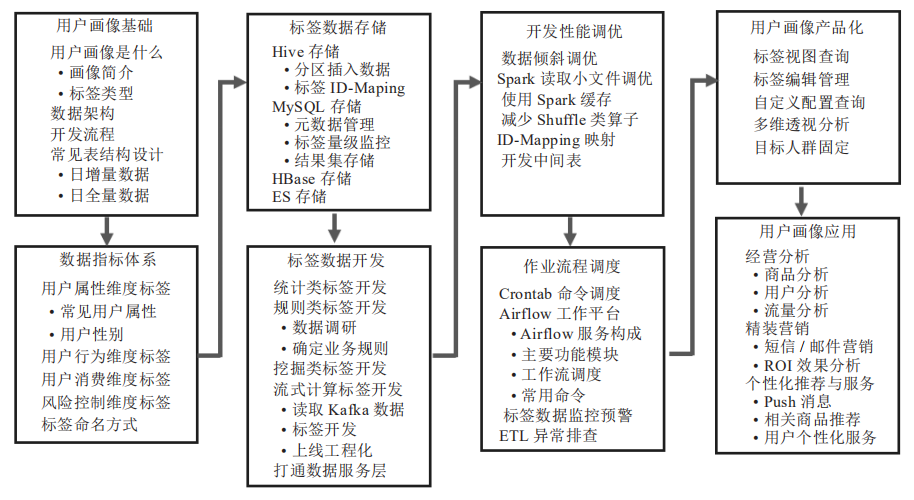 用户画像基础
用户画像是什么
• 画像简介
• 标签类型
数据架构
开发流程
常见表结构设计
• 日增量数据
• 日全量数据
数据指标体系
用户属性维度标签
• 常见用户属性
• 用户性别
用户行为维度标签
用户消费维度标签
风险控制维度标签
标签命名方式
标签数据存储
Hive 存储
• 分区插入数据
• 标签 ID-Maping
MySQL 存储
• 元数据管理
• 标签量级监控
• 结果集存储
HBase 存储
ES 存储
标签数据开发
统计类标签开发
规则类标签开发
• 数据调研
• 确定业务规则
挖掘类标签开发
流式计算标签开发
• 读取 Kafka 数据
• 标签开发
• 上线工程化
打通数据服务层
开发性能调优
数据倾斜调优
Spark 读取小文件调优
使用 Spark 缓存
减少 Shuffle 类算子
ID-Mapping 映射
开发中间表
作业流程调度
Crontab 命令调度
Airflow 工作平台
• Airflow 服务构成
• 主要功能模块
• 工作流调度
• 常用命令
标签数据监控预警
ETL 异常排查
用户画像产品化
标签视图查询
标签编辑管理
自定义配置查询
多维透视分析
目标人群固定
用户画像应用
经营分析
• 商品分析
• 用户分析
• 流量分析
精装营销
• 短信 / 邮件营销
• ROI 效果分析
个性化推荐与服务
• Push 消息
• 相关商品推荐
• 用户个性化服务